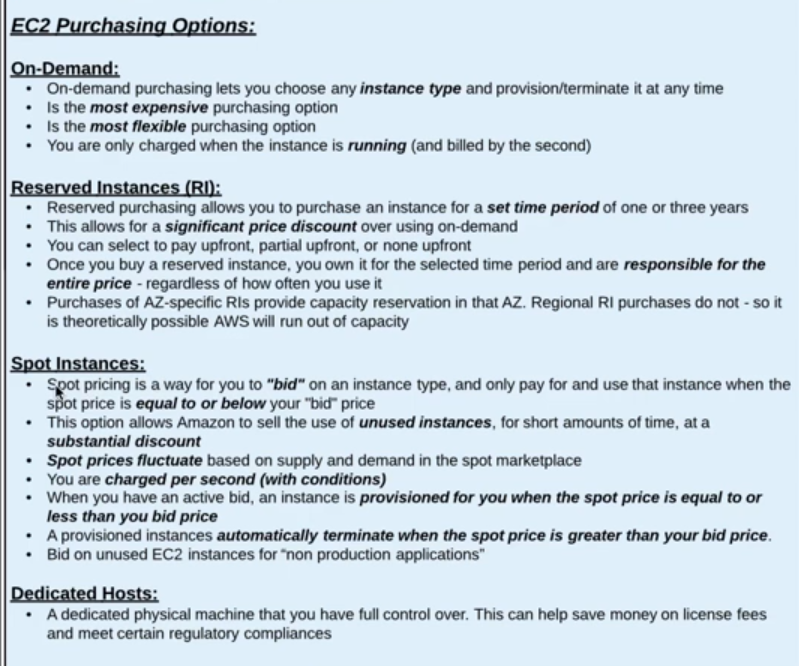 EC2 Purchasing Options:
On-Demand:
• On-demand purchasing lets you choose any instance type and provision/terminate it at any time
• Is the most expensive purchasing option
• Is the most flexible purchasing option
• You are only charged when the instance is running (and billed by the second)
Reserved Instances (RI):
• Reserved purchasing allows you to purchase an instance for a set time period of one or three years
• This allows for a significant price discount over using on-demand
• You can select to pay upfront, partial upfront, or none upfront
• Once you buy a reserved instance, you own it for the selected time period and are responsible for the
entire price - regardless of how often you use it
• Purchases of AZ-specific RIs provide capacity reservation in that AZ. Regional RI purchases do not - so it
is theoretically possible AWS will run out of capacity
Spot Instances:
• Spot pricing is a way for you to "bid" on an instance type, and only pay for and use that instance when the
spot price is equal to or below your "bid" price
• This option allows Amazon to sell the use of unused instances, for short amounts of time, at a
substantial discount
• Spot prices fluctuate based on supply and demand in the spot marketplace
• You are charged per second (with conditions)
• When you have an active bid, an instance is provisioned for you when the spot price is equal to or
less than you bid price
• A provisioned instances automatically terminate when the spot price is greater than your bid price.
• Bid on unused EC2 instances for “non production applications”
Dedicated Hosts:
• A dedicated physical machine that you have full control over. This can help save money on license fees
and meet certain regulatory compliances